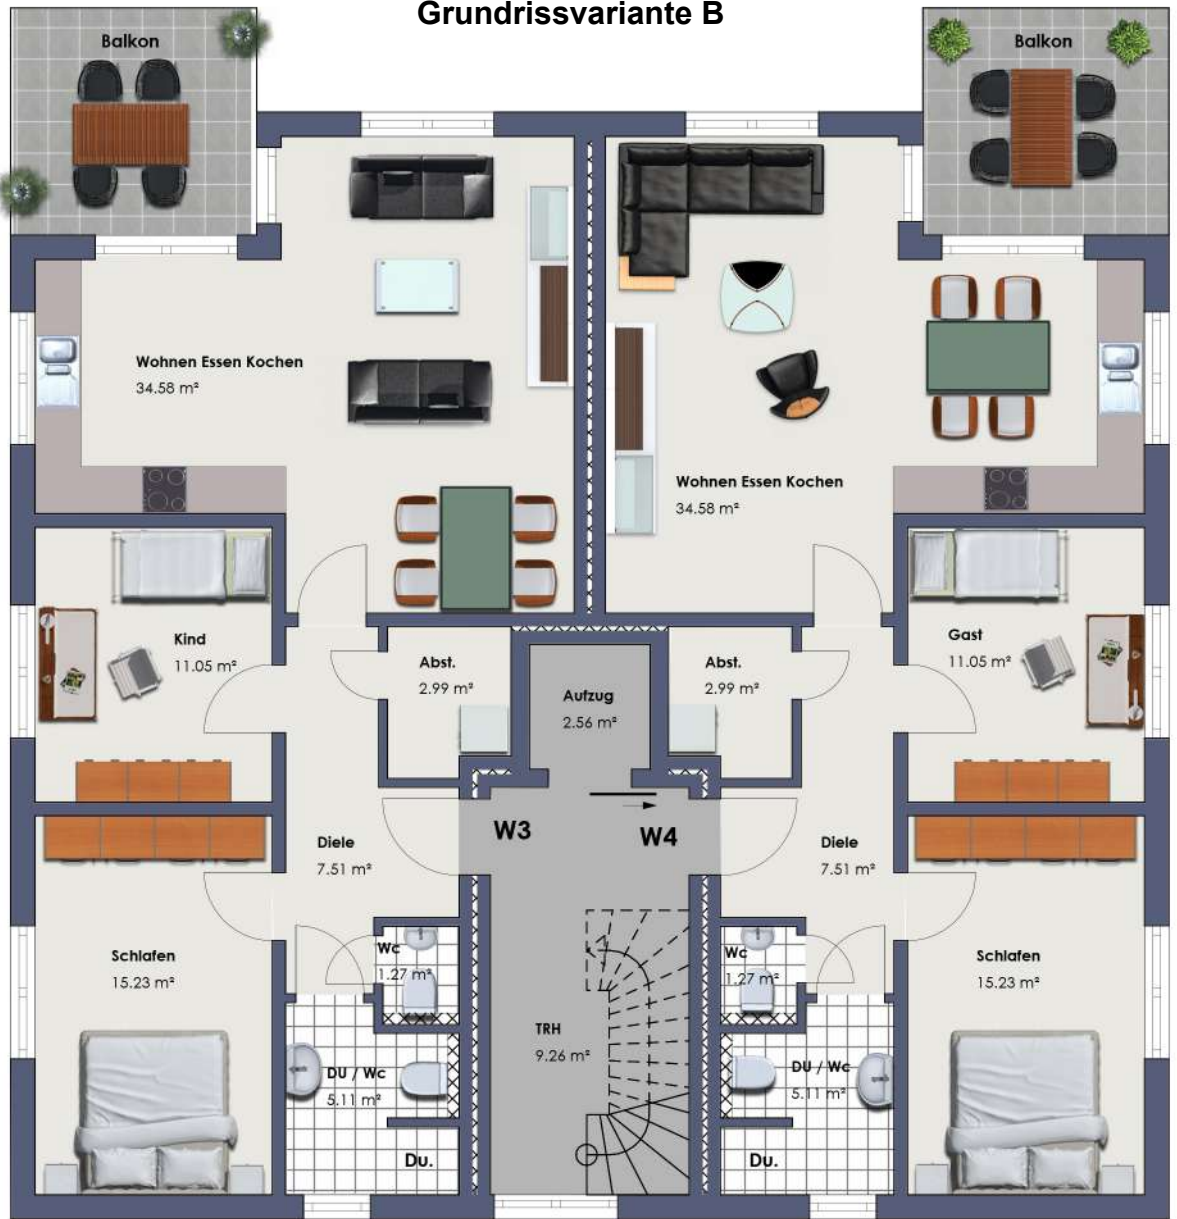 Grundrissvariante B
Balkon
Balkon
Wohnen Essen Kochen
34.58 m²
Wohnen Essen Kochen
34.58 m²
Kind
11.05 m²
Abst.
2.99 m²
Aufzug
2.56 m²
Abst.
2.99 m²
Gast
11.05 m²
W3
W4
Diele
7.51 m²
Diele
7.51 m²
Schlafen
15.23 m²
Wc
1.27 m²
Wc
1.27 m²
Schlafen
15.23 m²
TRH
9.26 m²
DU / Wc
5.11 m²
DU / Wc
5.11 m²
Du.
Du.